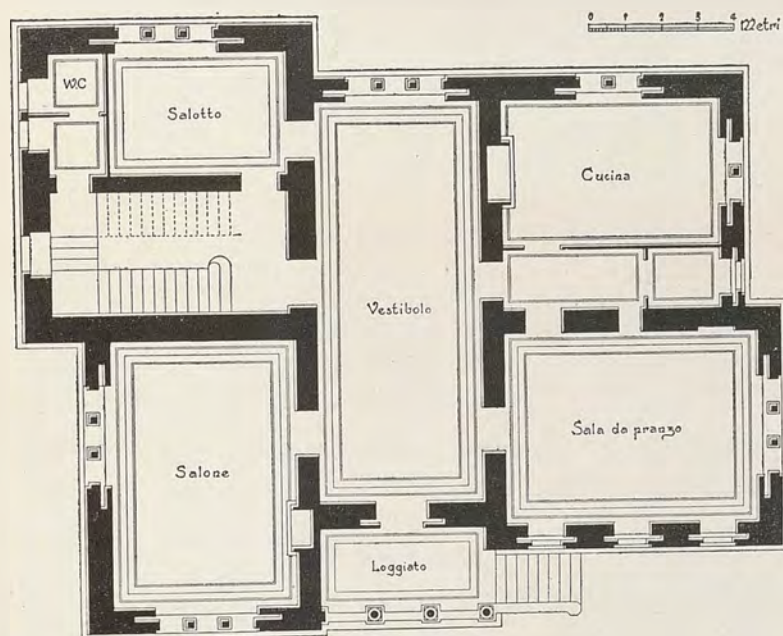 0 1 2 3 4 Metri
W.C
Salotto
Cucina
Vestibolo
Sala da pranzo
Salone
Loggiato